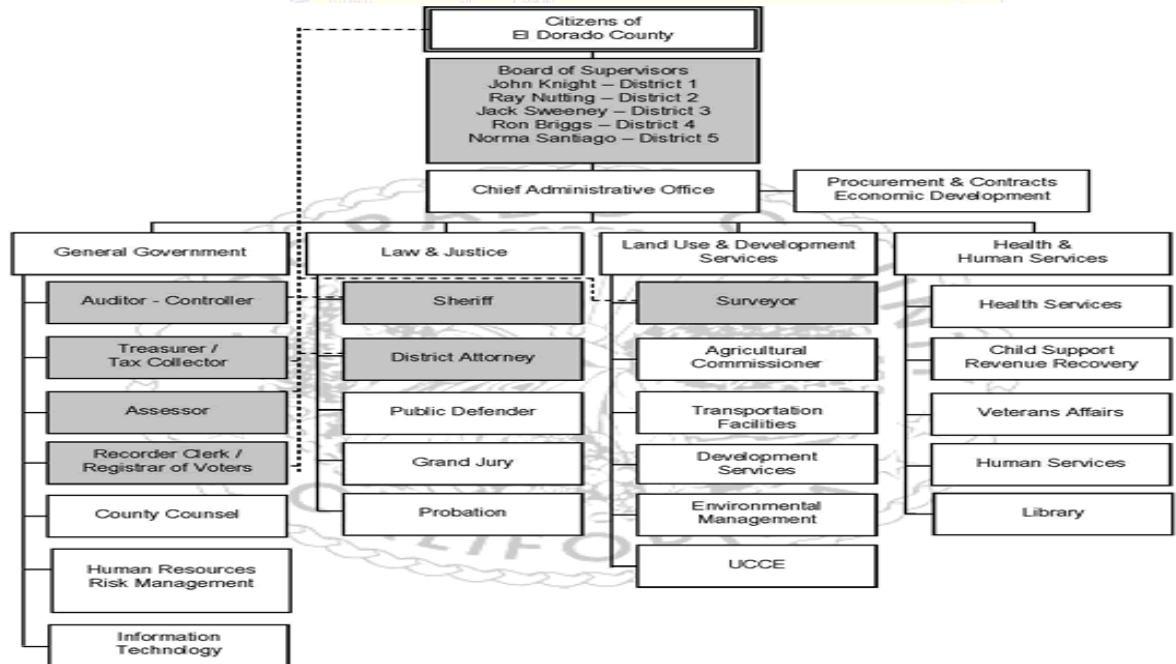 Citizens of
El Dorado County
Board of Supervisors
John Knight – District 1
Ray Nutting – District 2
Jack Sweeney – District 3
Ron Briggs – District 4
Norma Santiago – District 5
Chief Administrative Office
Procurement & Contracts
Economic Development
General Government
Auditor - Controller
Treasurer /
Tax Collector
Assessor
Recorder Clerk /
Registrar of Voters
County Counsel
Human Resources
Risk Management
Information
Technology
Law & Justice
Sheriff
District Attorney
Public Defender
Grand Jury
Probation
Land Use & Development
Services
Surveyor
Agricultural
Commissioner
Transportation
Facilities
Development
Services
Environmental
Management
UCCE
Health &
Human Services
Health Services
Child Support
Revenue Recovery
Veterans Affairs
Human Services
Library